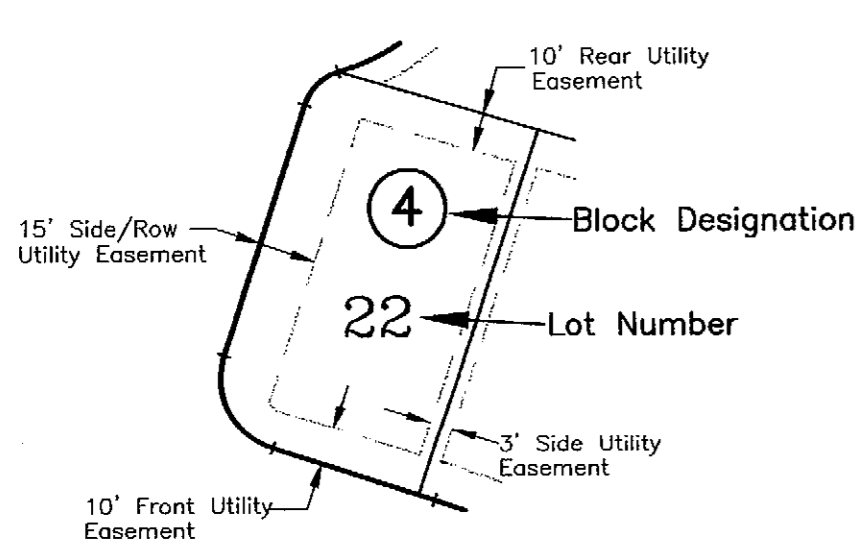 10' Rear Utility
Easement
4
15' Side/Row
Utility Easement
Block Designation
22
Lot Number
3' Side Utility
Easement
10' Front Utility
Easement